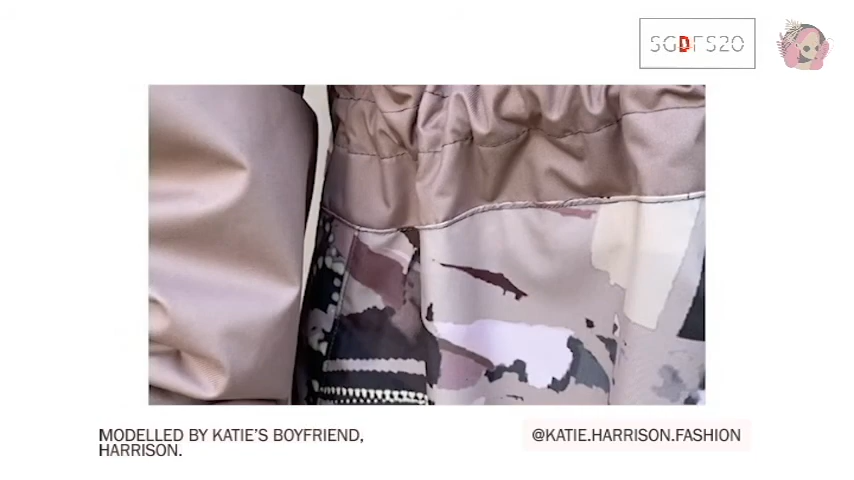 SGDFS20
MODELLED BY KATIE'S BOYFRIEND,
HARRISON.
@KATIE.HARRISON.FASHION